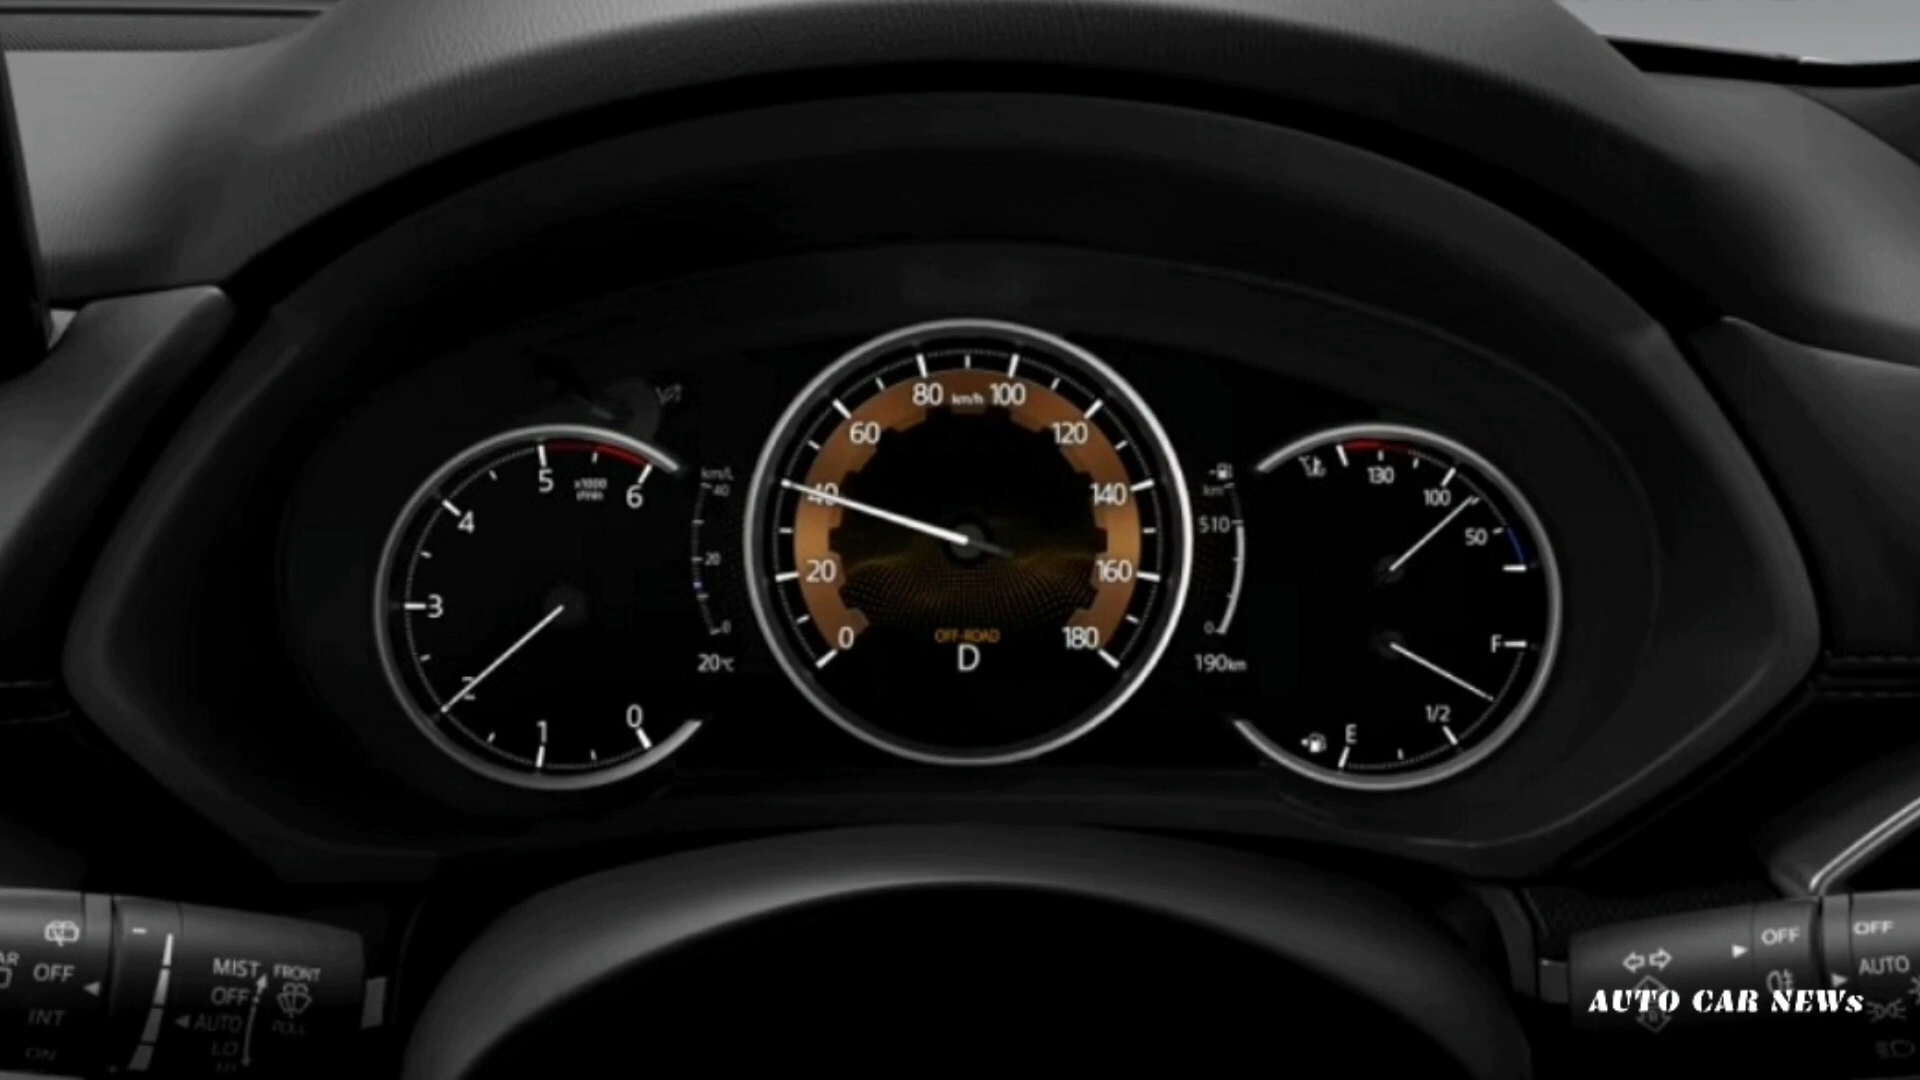 80 km/h 100
60
120
5 x1000 r/min 6
km/L
40
40
140
km
510
130
100
50
4
3
20
20
160
2
1
0
0
0
180
0
OFF-ROAD
D
20℃
190km
F
1/2
E
OFF
INT
ON
MIST
OFF
AUTO
LO
FRONT
PULL
OFF
OFF
AUTO
AUTO CAR NEWs